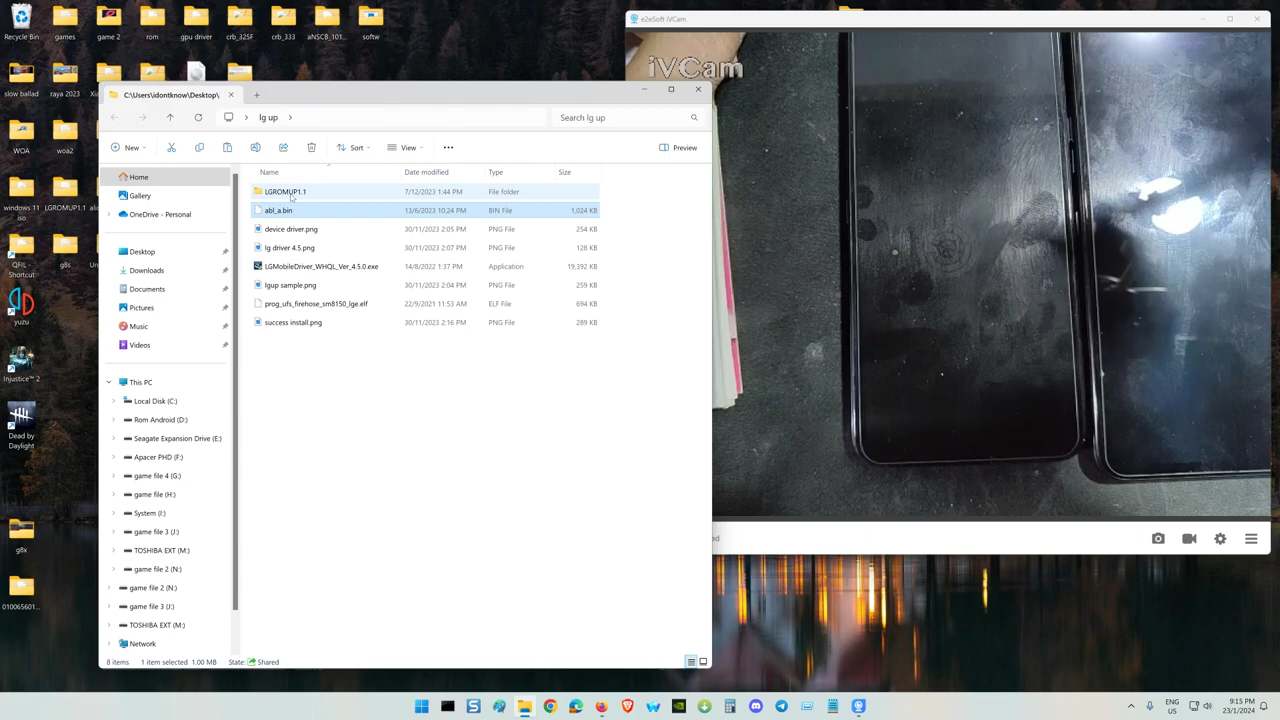 Recycle Bin
games
game 2
rom
gpu driver
crb_325F
crb_333
aNSCB_101...
softw
e2eSoft iVCam
iVCam
slow ballad
raya 2023
C:\Users\idontknow\Desktop\
lg up
Search lg up
New
Sort
View
Preview
WOA
woa2
Home
Name
Date modified
Type
Size
Gallery
LGROMUP1.1
7/12/2023 1:44 PM
File folder
windows 11 iso
LGROMUP1.1
OneDrive - Personal
abl_a.bin
13/6/2023 10:24 PM
BIN File
1,024 KB
device driver.png
30/11/2023 2:05 PM
PNG File
254 KB
Desktop
lg driver 4.5.png
30/11/2023 2:07 PM
PNG File
128 KB
QFIL - Shortcut
g8s
Downloads
LGMobileDriver_WHQL_Ver_4.5.0.exe
14/8/2022 1:37 PM
Application
19,392 KB
Documents
lgup sample.png
30/11/2023 2:04 PM
PNG File
259 KB
Pictures
prog_ufs_firehose_sm8150_lge.elf
22/9/2021 11:53 AM
ELF File
694 KB
yuzu
Music
success install.png
30/11/2023 2:16 PM
PNG File
289 KB
Videos
Injustice™ 2
This PC
Local Disk (C:)
Rom Android (D:)
Dead by Daylight
Seagate Expansion Drive (E:)
Apacer PHD (F:)
game file 4 (G:)
game file (H:)
System (I:)
game file 3 (J:)
TOSHIBA EXT (M:)
g8x
game file 2 (N:)
game file 2 (N:)
010065601...
game file 3 (J:)
TOSHIBA EXT (M:)
Network
8 items
1 item selected 1.00 MB
State:
Shared
ENG
US
9:15 PM
23/1/2024